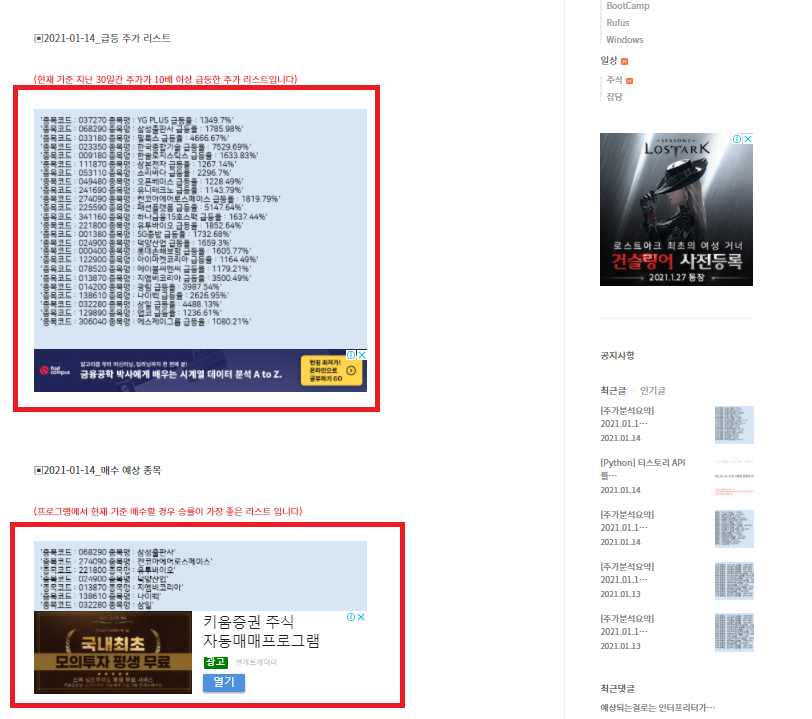 ▣2021-01-14_급등 주가 리스트
(현재 기준 지난 30일간 주가가 10배 이상 급등한 주가 리스트입니다)
'종목코드 : 037270 종목명 : YG PLUS 급등률 : 1349.7%'
'종목코드 : 068290 종목명 : 삼성출판사 급등률 : 1785.98%'
'종목코드 : 033180 종목명 : 필룩스 급등률 : 4666.67%'
'종목코드 : 023350 종목명 : 한국종합기술 급등률 : 7529.69%'
'종목코드 : 009180 종목명 : 한솔로지스틱스 급등률 : 1633.83%'
'종목코드 : 111870 종목명 : 삼본전자 급등률 : 1267.14%'
'종목코드 : 053110 종목명 : 소리바다 급등률 : 2296.7%'
'종목코드 : 049480 종목명 : 오픈베이스 급등률 : 1228.49%'
'종목코드 : 241690 종목명 : 유니테크노 급등률 : 1143.79%'
'종목코드 : 274090 종목명 : 켄코아에어로스페이스 급등률 : 1819.79%'
'종목코드 : 225590 종목명 : 패션플랫폼 급등률 : 5147.64%'
'종목코드 : 341160 종목명 : 하나금융15호스팩 급등률 : 1637.44%'
'종목코드 : 221800 종목명 : 유투바이오 급등률 : 1852.64%'
'종목코드 : 001380 종목명 : SG충방 급등률 : 1732.68%'
'종목코드 : 024900 종목명 : 덕양산업 급등률 : 1659.3%'
'종목코드 : 000400 종목명 : 롯데손해보험 급등률 : 1605.77%'
'종목코드 : 122900 종목명 : 아이마켓코리아 급등률 : 1164.49%'
'종목코드 : 078520 종목명 : 에이블씨엔씨 급등률 : 1179.21%'
'종목코드 : 013870 종목명 : 지엠비코리아 급등률 : 3500.49%'
'종목코드 : 014200 종목명 : 광림 급등률 : 3987.54%'
'종목코드 : 138610 종목명 : 나이벡 급등률 : 2626.95%'
'종목코드 : 032280 종목명 : 삼일 급등률 : 4488.13%'
'종목코드 : 129890 종목명 : 앱코 급등률 : 1236.61%'
'종목코드 : 306040 종목명 : 에스제이그룹 급등률 : 1080.21%'
fast campus
알고리즘 부터 머신러닝, 딥러닝까지 한 번에 끝!
금융공학 박사에게 배우는 시계열 데이터 분석 A to Z.
런칭 최저가!
온라인으로
공부하기 GO
▣2021-01-14_매수 예상 종목
(프로그램에서 현재 기준 매수할 경우 승률이 가장 좋은 리스트 입니다)
'종목코드 : 068290 종목명 : 삼성출판사'
'종목코드 : 274090 종목명 : 켄코아에어로스페이스'
'종목코드 : 221800 종목명 : 유투바이오'
'종목코드 : 024900 종목명 : 덕양산업'
'종목코드 : 013870 종목명 : 지엠비코리아'
'종목코드 : 138610 종목명 : 나이벡'
'종목코드 : 032280 종목명 : 삼일'
국내최초
모의투자 평생 무료
키움증권 주식
자동매매프로그램
광고
열기
BootCamp
Rufus
Windows
일상 N
주식 N
잡담
SEASON2
LOSTARK
로스트아크 최초의 여성 거너
건슬링어 사전등록
2021.1.27 등장
공지사항
최근글 인기글
[주가분석요약]
2021.01.1…
2021.01.14
[Python] 티스토리 API
를…
2021.01.14
[주가분석요약]
2021.01.1…
2021.01.14
[주가분석요약]
2021.01.1…
2021.01.13
[주가분석요약]
2021.01.1…
2021.01.13
최근댓글
예상되는걸로는 인터프리터가…